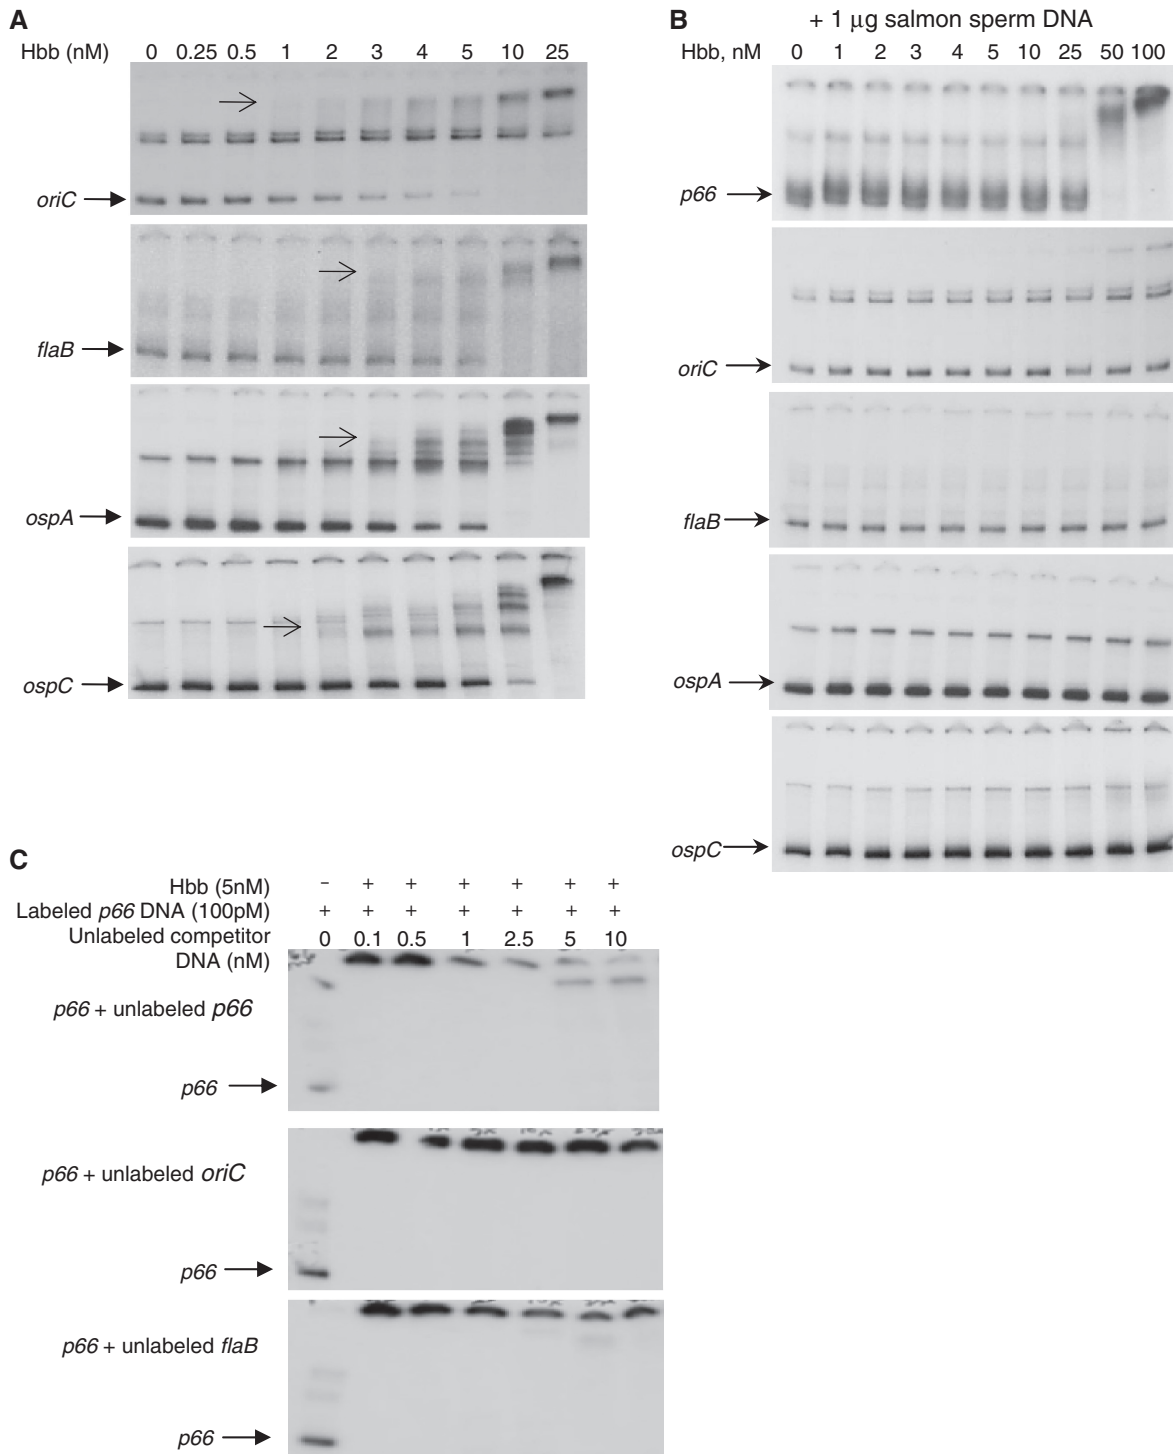 A
Hbb (nM) 0 0.25 0.5 1 2 3 4 5 10 25
oriC
flaB
ospA
ospC
B
+ 1 μg salmon sperm DNA
Hbb, nM 0 1 2 3 4 5 10 25 50 100
p66
oriC
flaB
ospA
ospC
C
Hbb (5nM) – + + + + + +
Labeled p66 DNA (100pM) + + + + + + +
Unlabeled competitor 0 0.1 0.5 1 2.5 5 10
DNA (nM)
p66 + unlabeled p66
p66
p66 + unlabeled oriC
p66
p66 + unlabeled flaB
p66